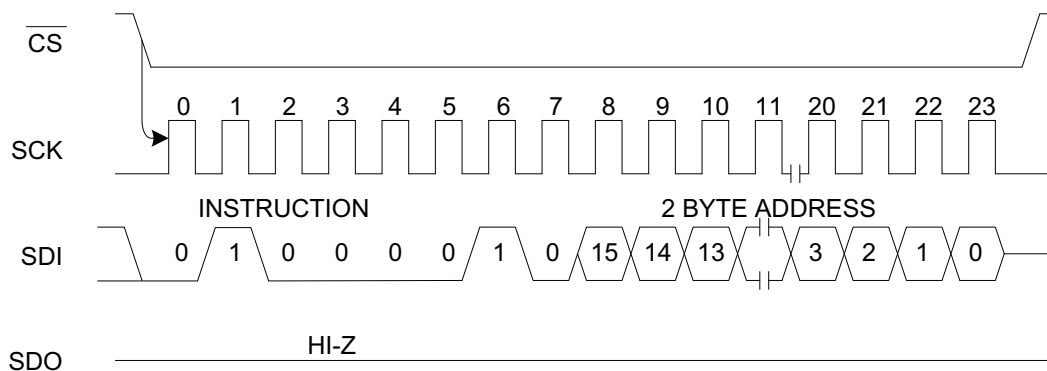 CS
0 1 2 3 4 5 6 7 8 9 10 11 20 21 22 23
SCK
INSTRUCTION 2 BYTE ADDRESS
SDI 0 1 0 0 0 0 1 0 15 14 13 3 2 1 0
HI-Z
SDO